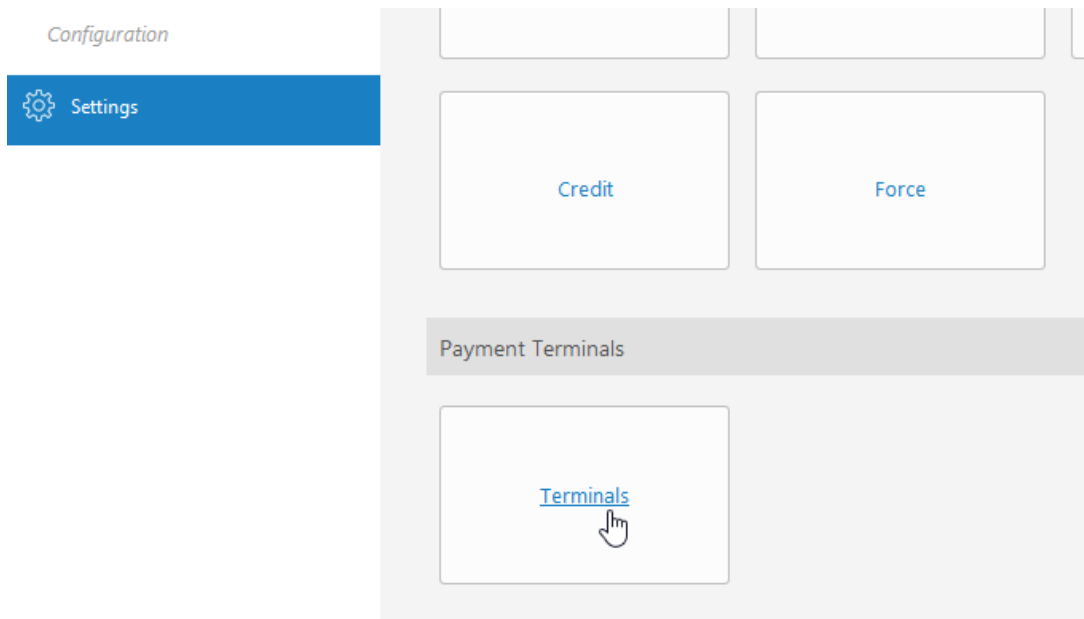 Configuration
Settings
Credit
Force
Payment Terminals
Terminals